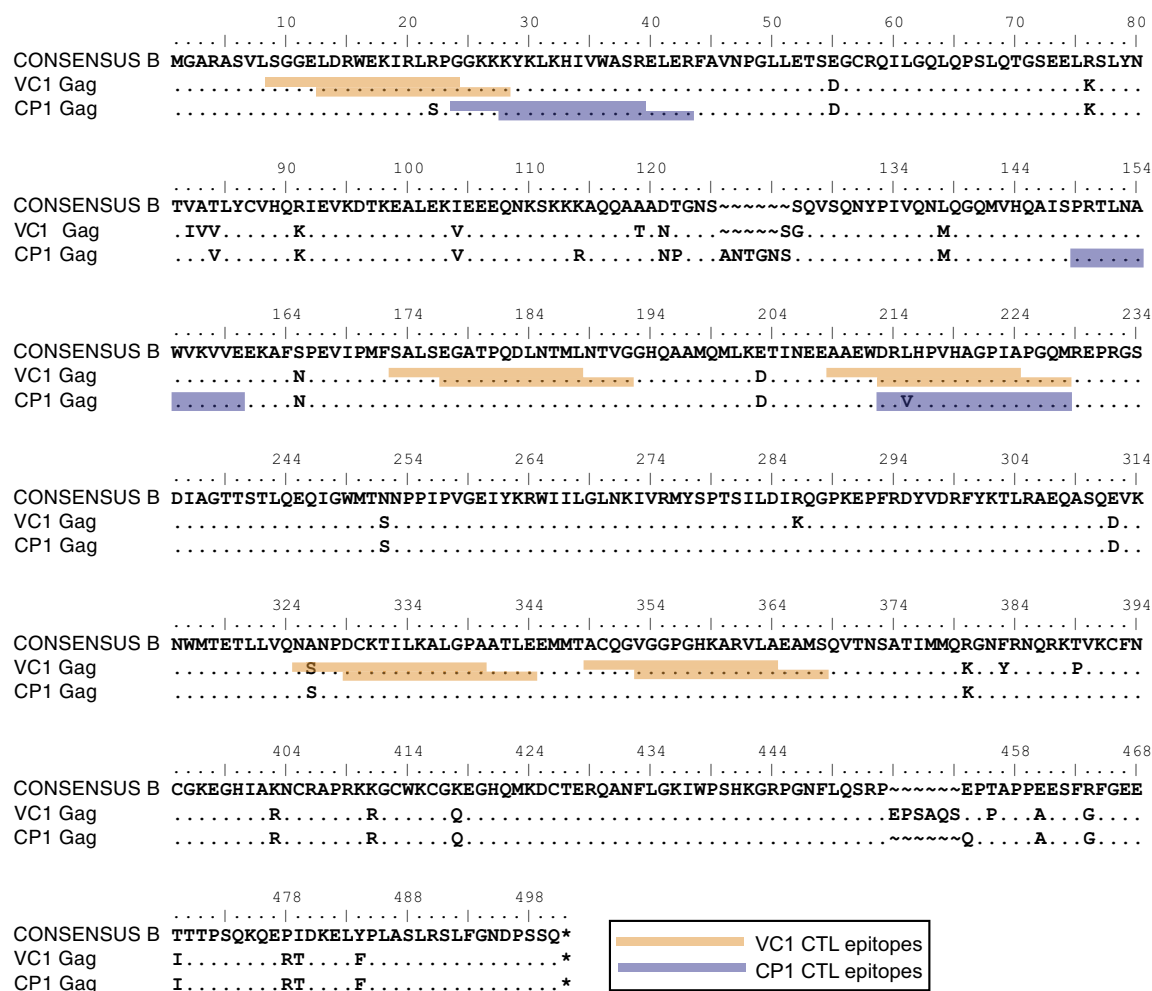 10 20 30 40 50 60 70 80
....|....|....|....|....|....|....|....|....|....|....|....|....|....|....|....|
CONSENSUS B MGARASVLSGGELDRWEKIRLRPGGKKKYKLKHIVWASRELERFAVNPGLLETSEGCRQILGQLQPSLQTGSEELRSLYN
VC1 Gag ......................................................D....................K....
CP1 Gag .....................S................................D....................K....
90 100 110 120 134 144 154
....|....|....|....|....|....|....|....|....|....|....|....|....|....|....|....|
CONSENSUS B TVATLYCVHQRIEVKDTKEALEKIEEEQNKSKKKAQQAAADTGNS~~~~~~SQVSQNYPIVQNLQGQMVHQAISPRTLNA
VC1 Gag .IVV......K............V..............T.N....~~~~~SG...........M................
CP1 Gag ...V......K............V.........R......NP...ANTGNS............M................
164 174 184 194 204 214 224 234
....|....|....|....|....|....|....|....|....|....|....|....|....|....|....|....|
CONSENSUS B WVKVVEEKAFSPEVIPMFSALSEGATPQDLNTMLNTVGGHQAAMQMLKETINEEAAEWDRLHPVHAGPIAPGQMREPRGS
VC1 Gag ..........N.....................................D...............................
CP1 Gag ..........N.....................................D...........V...................
244 254 264 274 284 294 304 314
....|....|....|....|....|....|....|....|....|....|....|....|....|....|....|....|
CONSENSUS B DIAGTTSTLQEQIGWMTNNPPIPVGEIYKRWIILGLNKIVRMYSPTSILDIRQGPKEPFRDYVDRFYKTLRAEQASQEVK
VC1 Gag .................S.................................K.........................D..
CP1 Gag .................S...........................................................D..
324 334 344 354 364 374 384 394
....|....|....|....|....|....|....|....|....|....|....|....|....|....|....|....|
CONSENSUS B NWMTETLLVQNANPDCKTILKALGPAATLEEMMTACQGVGGPGHKARVLAEAMSQVTNSATIMMQRGNFRNQRKTVKCFN
VC1 Gag ...........S.....................................................K..Y.....P.....
CP1 Gag ...........S.....................................................K..............
404 414 424 434 444 458 468
....|....|....|....|....|....|....|....|....|....|....|....|....|....|....|....|
CONSENSUS B CGKEGHIAKNCRAPRKKGCWKCGKEGHQMKDCTERQANFLGKIWPSHKGRPGNFLQSRP~~~~~~EPTAPPEESFRFGEE
VC1 Gag ........R.......R......Q...................................EPSAQS..P...A...G....
CP1 Gag ........R.......R......Q...................................~~~~~~Q.....A...G....
478 488 498
....|....|....|....|....|....|...
CONSENSUS B TTTPSQKQEPIDKELYPLASLRSLFGNDPSSQ*
VC1 Gag I........RT....F................*
CP1 Gag I........RT....F................*
VC1 CTL epitopes
CP1 CTL epitopes